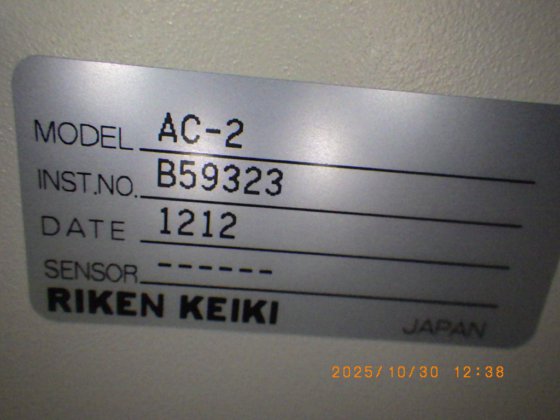 MODEL AC-2
INST.NO. B59323
DATE 1212
SENSOR ------
RIKEN KEIKI
JAPAN
2025/10/30 12:38